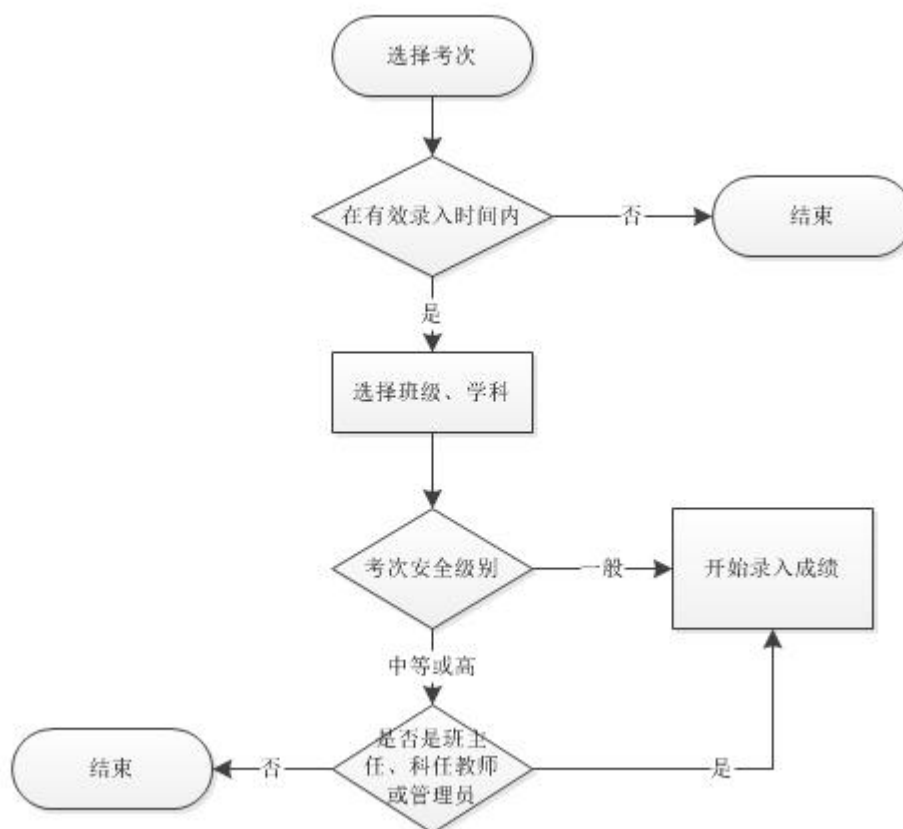 选择考次
在有效录入时间内
否
结束
是
选择班级、学科
考次安全级别
一般
开始录入成绩
中等或高
是否是班主
任、科任教师
或管理员
否
结束
是